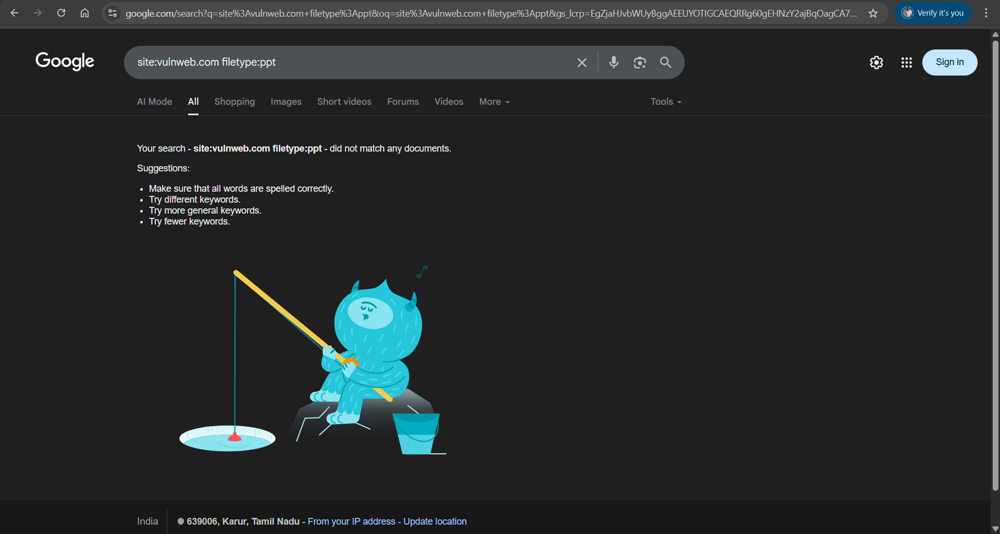 google.com/search?q=site%3Avulnweb.com+filetype%3Appt&oq=site%3Avulnweb.com+filetype%3Appt&gs_lcrp=EgZjaHJvbWUyBggAEEUYOTIGCAEQRRg60gEHNzY2ajBqOagCA7...
Verify it's you
Google
site:vulnweb.com filetype:ppt
Sign in
AI Mode All Shopping Images Short videos Forums Videos More Tools
Your search - site:vulnweb.com filetype:ppt - did not match any documents.
Suggestions:
• Make sure that all words are spelled correctly.
• Try different keywords.
• Try more general keywords.
• Try fewer keywords.
India
639006, Karur, Tamil Nadu - From your IP address - Update location